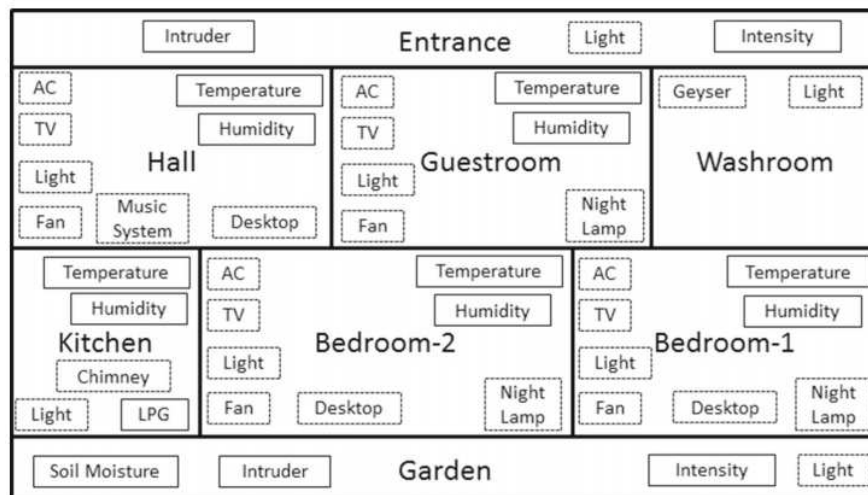 Intruder
Entrance
Light
Intensity
AC
Temperature
TV
Humidity
Hall
Light
Fan
Music
System
Desktop
AC
Temperature
TV
Humidity
Guestroom
Light
Fan
Night
Lamp
Geyser
Light
Washroom
Temperature
Humidity
Kitchen
Chimney
Light
LPG
AC
Temperature
TV
Humidity
Bedroom-2
Light
Fan
Desktop
Night
Lamp
AC
Temperature
TV
Humidity
Bedroom-1
Light
Fan
Desktop
Night
Lamp
Soil Moisture
Intruder
Garden
Intensity
Light